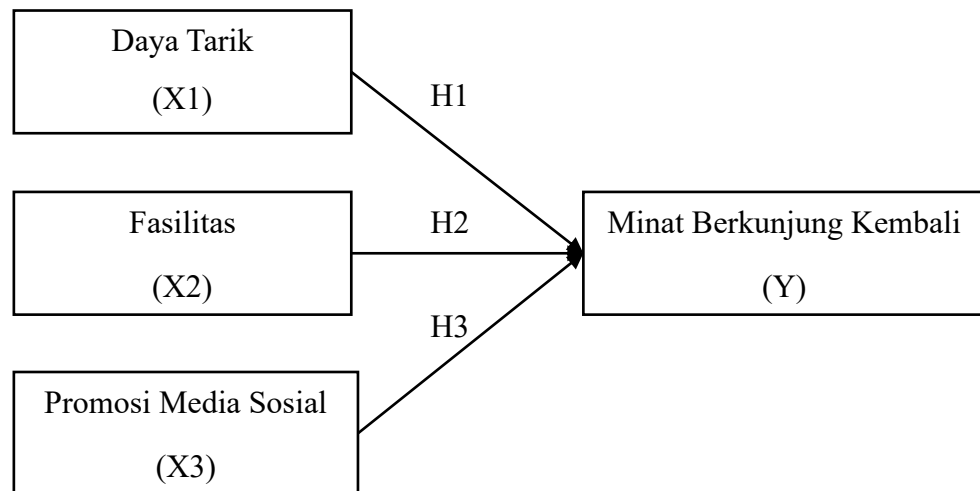 Daya Tarik
(X1)
H1
Fasilitas
(X2)
H2
Minat Berkunjung Kembali
(Y)
H3
Promosi Media Sosial
(X3)